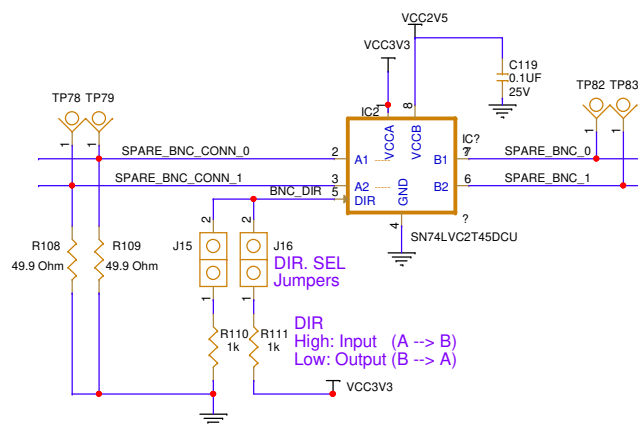 VCC2V5
VCC3V3
C119
0.1UF
25V
TP78 TP79
TP82 TP83
IC2
1
8
VCCA
VCCB
IC?
?
1
1
1
1
SPARE_BNC_CONN_0
2
A1
B1
7
SPARE_BNC_0
SPARE_BNC_CONN_1
3
A2
B2
6
SPARE_BNC_1
BNC_DIR
5
DIR
GND
4
?
SN74LVC2T45DCU
2
2
R108
49.9 Ohm
R109
49.9 Ohm
J15
J16
DIR. SEL
Jumpers
1
1
R110
1k
R111
1k
DIR
High: Input (A --> B)
Low: Output (B --> A)
VCC3V3